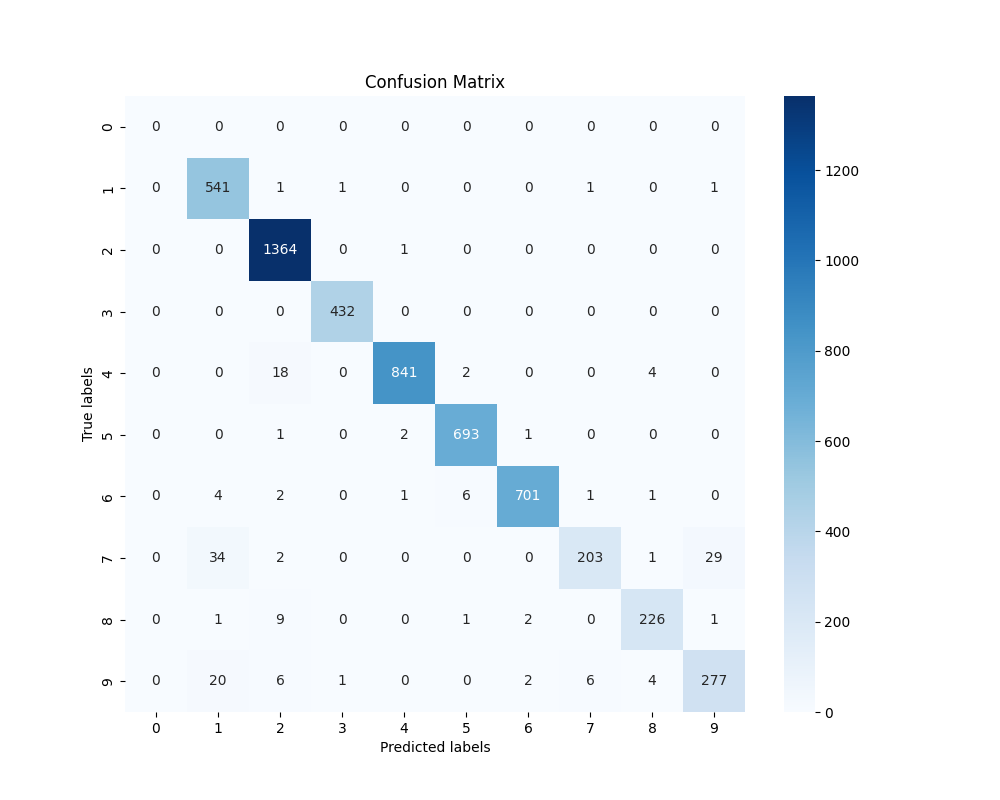 Confusion Matrix
0 0 0 0 0 0 0 0 0 0 0
1 0 541 1 1 0 0 0 1 0 1
2 0 0 1364 0 1 0 0 0 0 0
3 0 0 0 432 0 0 0 0 0 0
4 0 0 18 0 841 2 0 0 4 0
5 0 0 1 0 2 693 1 0 0 0
6 0 4 2 0 1 6 701 1 1 0
7 0 34 2 0 0 0 0 203 1 29
8 0 1 9 0 0 1 2 0 226 1
9 0 20 6 1 0 0 2 6 4 277
0 1 2 3 4 5 6 7 8 9
Predicted labels
True labels
1200
1000
800
600
400
200
0